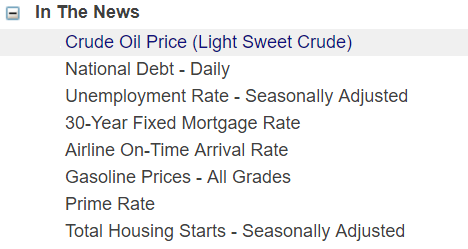 In The News
Crude Oil Price (Light Sweet Crude)
National Debt - Daily
Unemployment Rate - Seasonally Adjusted
30-Year Fixed Mortgage Rate
Airline On-Time Arrival Rate
Gasoline Prices - All Grades
Prime Rate
Total Housing Starts - Seasonally Adjusted